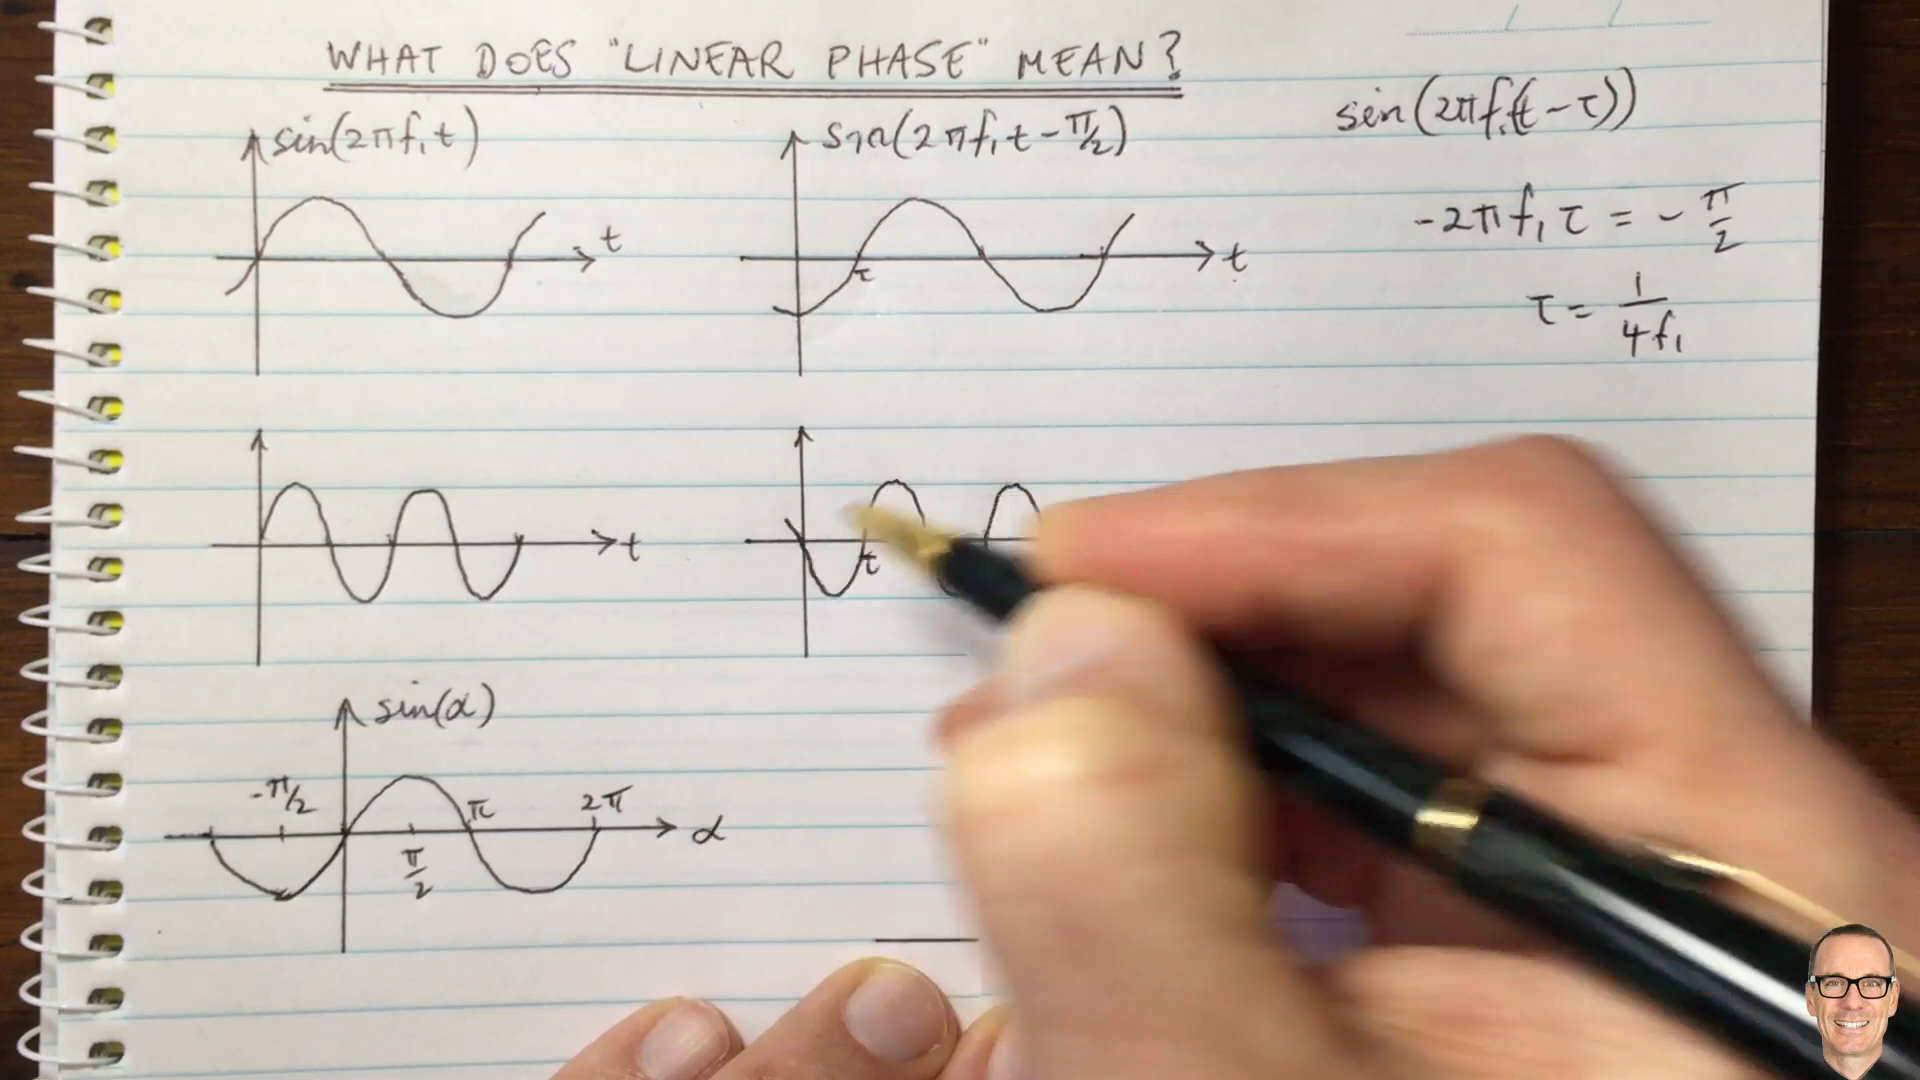 WHAT DOES "LINEAR PHASE" MEAN?
sin(2πf₁t)
sin(2πf₁t-π/2)
sin(2πf₁(t-τ))
-2πf₁τ = -π/2
τ = 1/4f₁
t
t
τ
t
τ
sin(α)
-π/2
π/2
π
2π
α